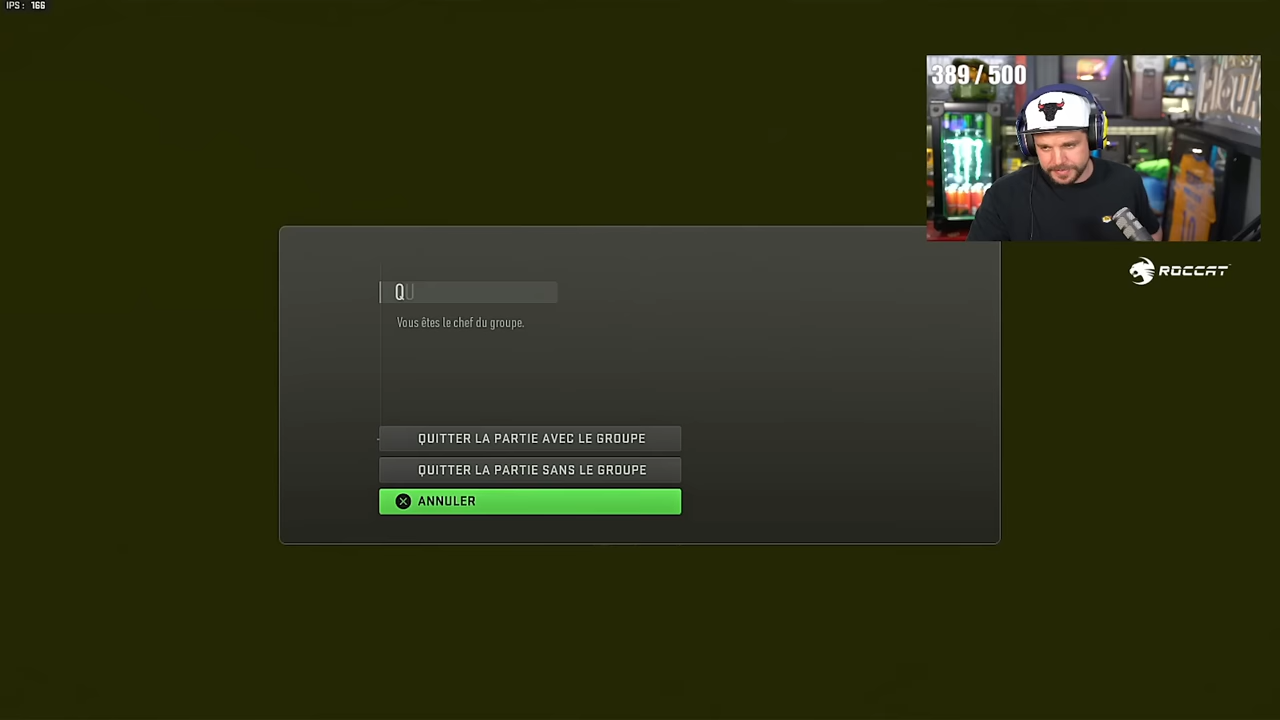 IPS : 166
389 / 500
ROCCAT
QU
Vous êtes le chef du groupe.
QUITTER LA PARTIE AVEC LE GROUPE
QUITTER LA PARTIE SANS LE GROUPE
ANNULER